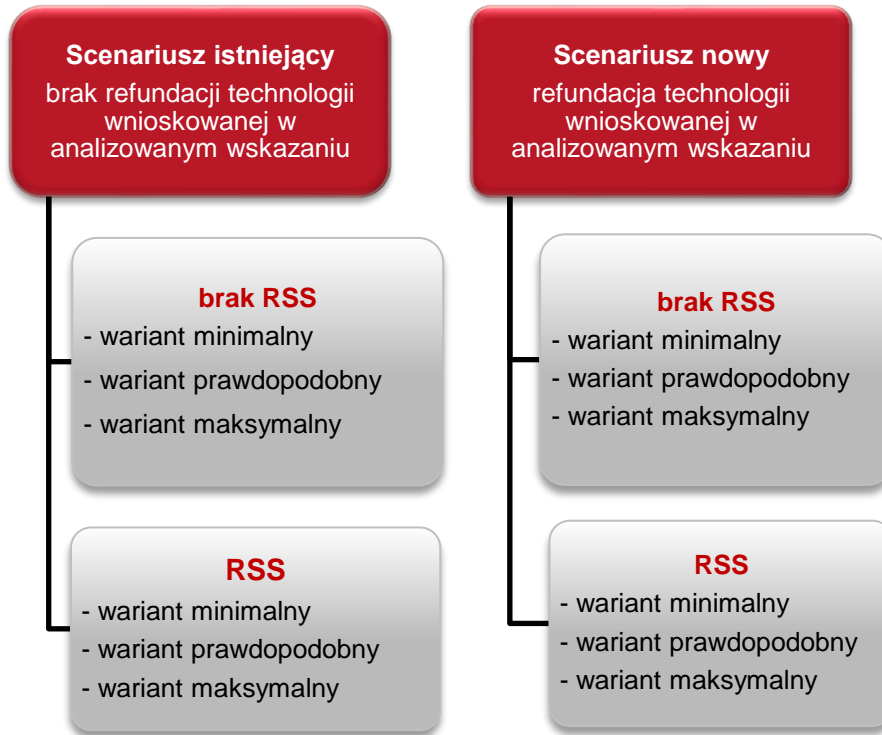 Scenariusz istniejący
brak refundacji technologii
wnioskowanej w
analizowanym wskazaniu
brak RSS
- wariant minimalny
- wariant prawdopodobny
- wariant maksymalny
RSS
- wariant minimalny
- wariant prawdopodobny
- wariant maksymalny
Scenariusz nowy
refundacja technologii
wnioskowanej w
analizowanym wskazaniu
brak RSS
- wariant minimalny
- wariant prawdopodobny
- wariant maksymalny
RSS
- wariant minimalny
- wariant prawdopodobny
- wariant maksymalny